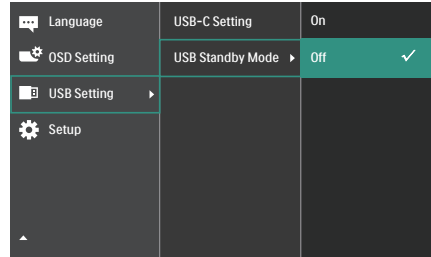 Language
OSD Setting
USB Setting
Setup
USB-C Setting
USB Standby Mode
On
Off